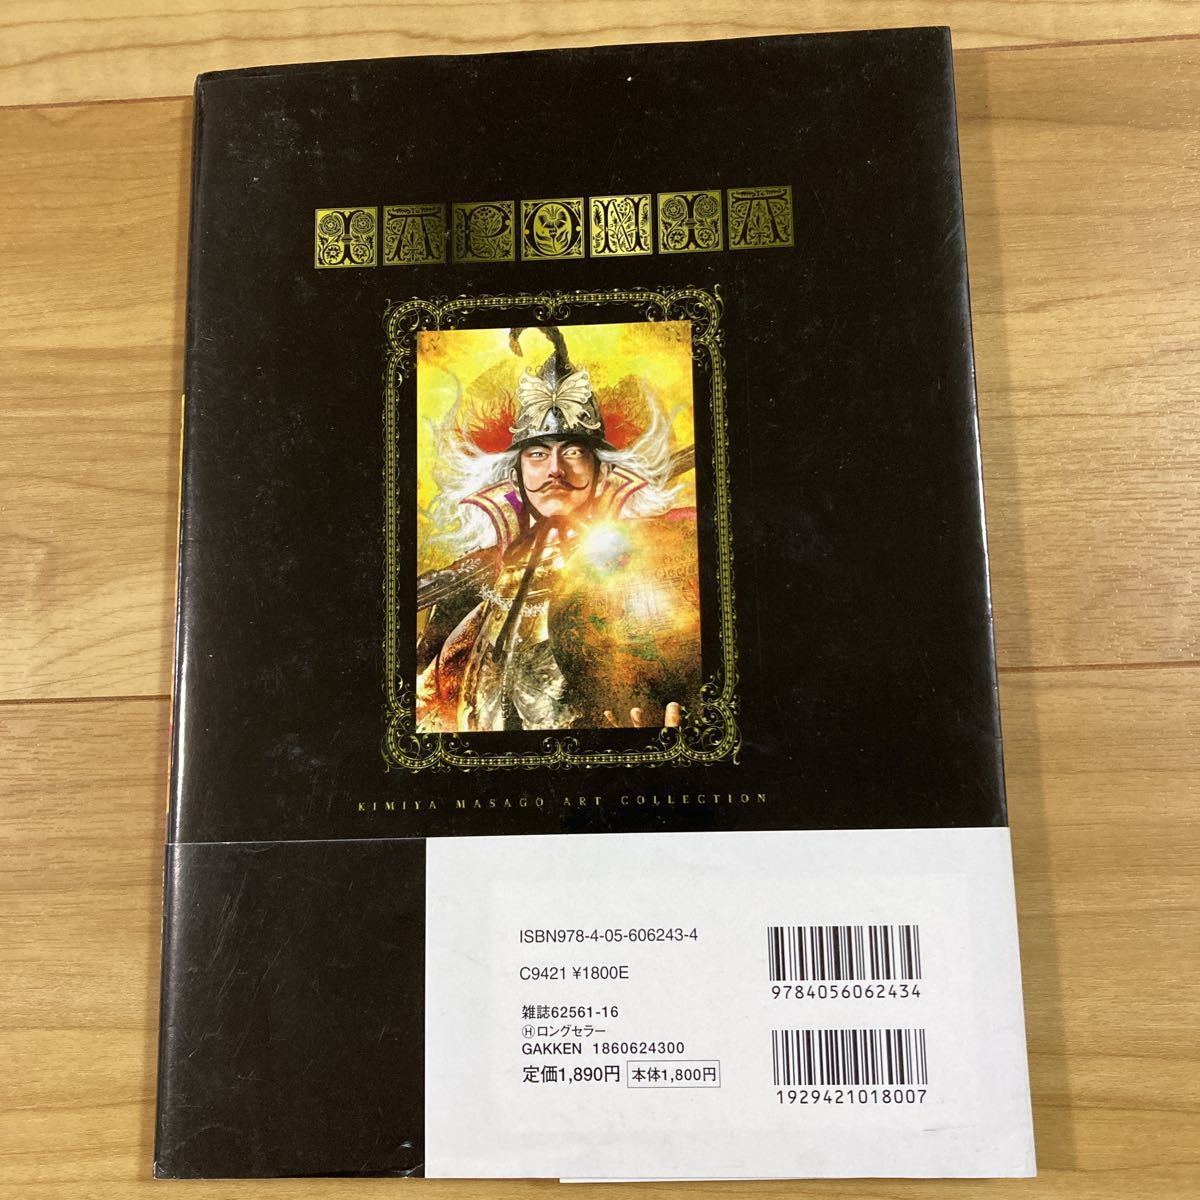 IAPONIA
KIMIYA MASAGO ART COLLECTION
ISBN978-4-05-606243-4
C9421 ¥1800E
雑誌62561-16
Ⓗロングセラー
GAKKEN 1860624300
定価1,890円 本体1,800円
9784056062434
1929421018007